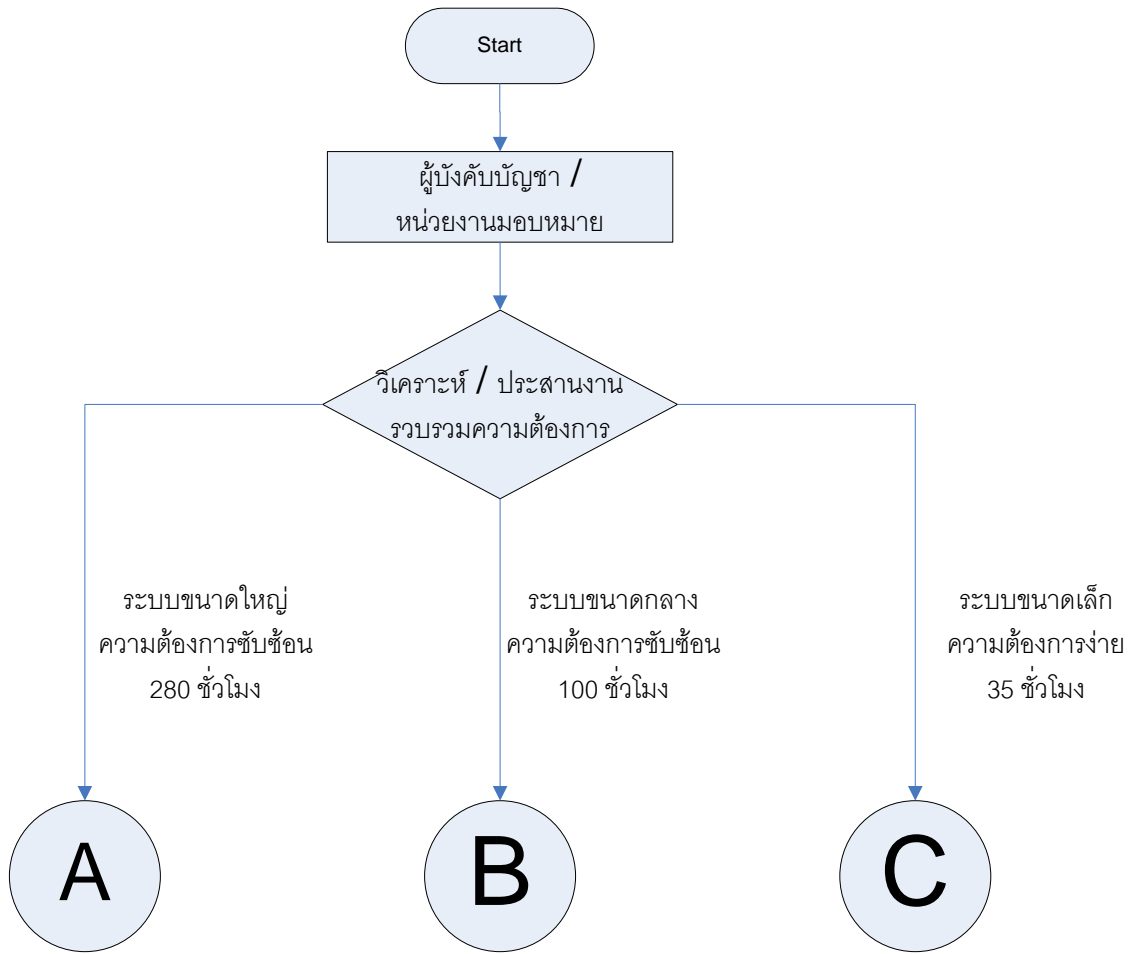 Start
ผู้บังคับบัญชา /
หน่วยงานมอบหมาย
วิเคราะห์ / ประสานงาน
รวบรวมความต้องการ
ระบบขนาดใหญ่
ความต้องการซับซ้อน
280 ชั่วโมง
ระบบขนาดกลาง
ความต้องการซับซ้อน
100 ชั่วโมง
ระบบขนาดเล็ก
ความต้องการง่าย
35 ชั่วโมง
A
B
C